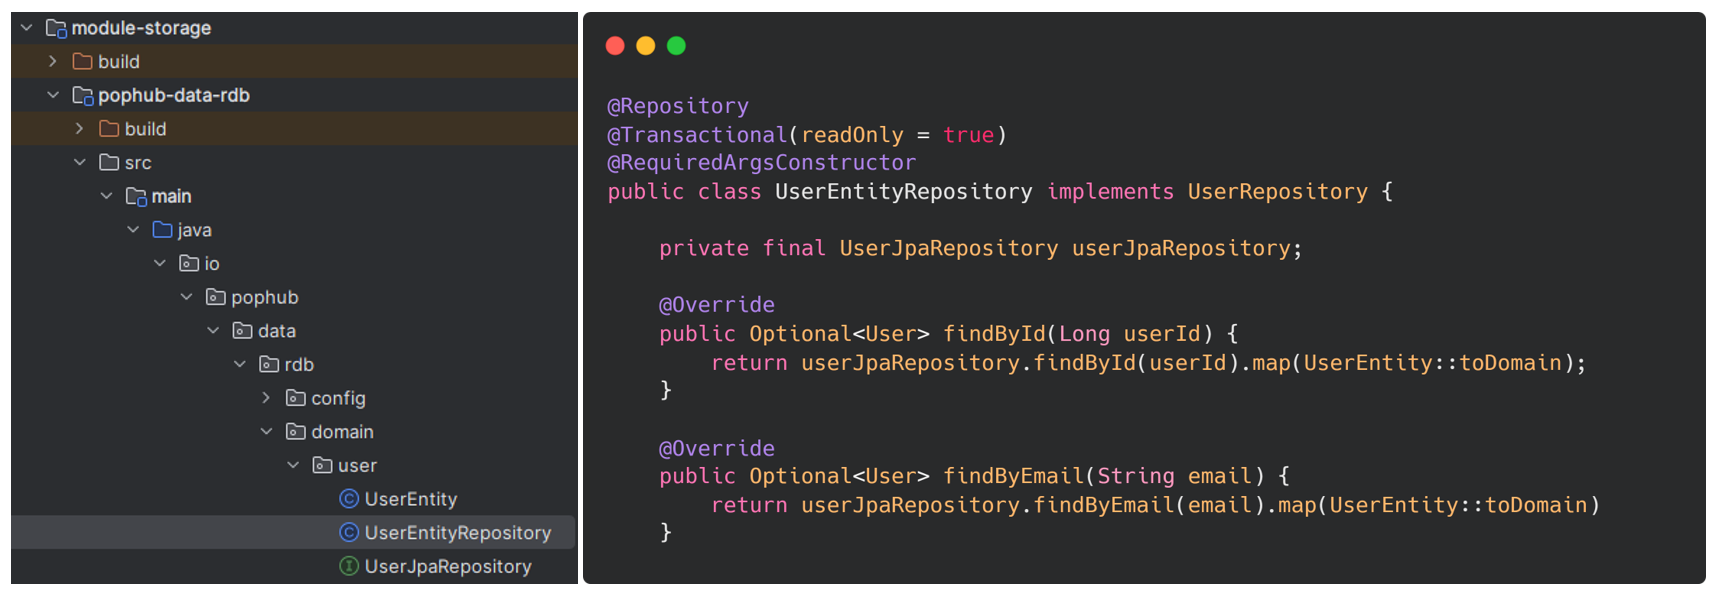 module-storage
build
pophub-data-rdb
build
src
main
java
io
pophub
data
rdb
config
domain
user
UserEntity
UserEntityRepository
UserJpaRepository
@Repository
@Transactional(readOnly = true)
@RequiredArgsConstructor
public class UserEntityRepository implements UserRepository {
private final UserJpaRepository userJpaRepository;
@Override
public Optional<User> findById(Long userId) {
return userJpaRepository.findById(userId).map(UserEntity::toDomain);
}
@Override
public Optional<User> findByEmail(String email) {
return userJpaRepository.findByEmail(email).map(UserEntity::toDomain)
}